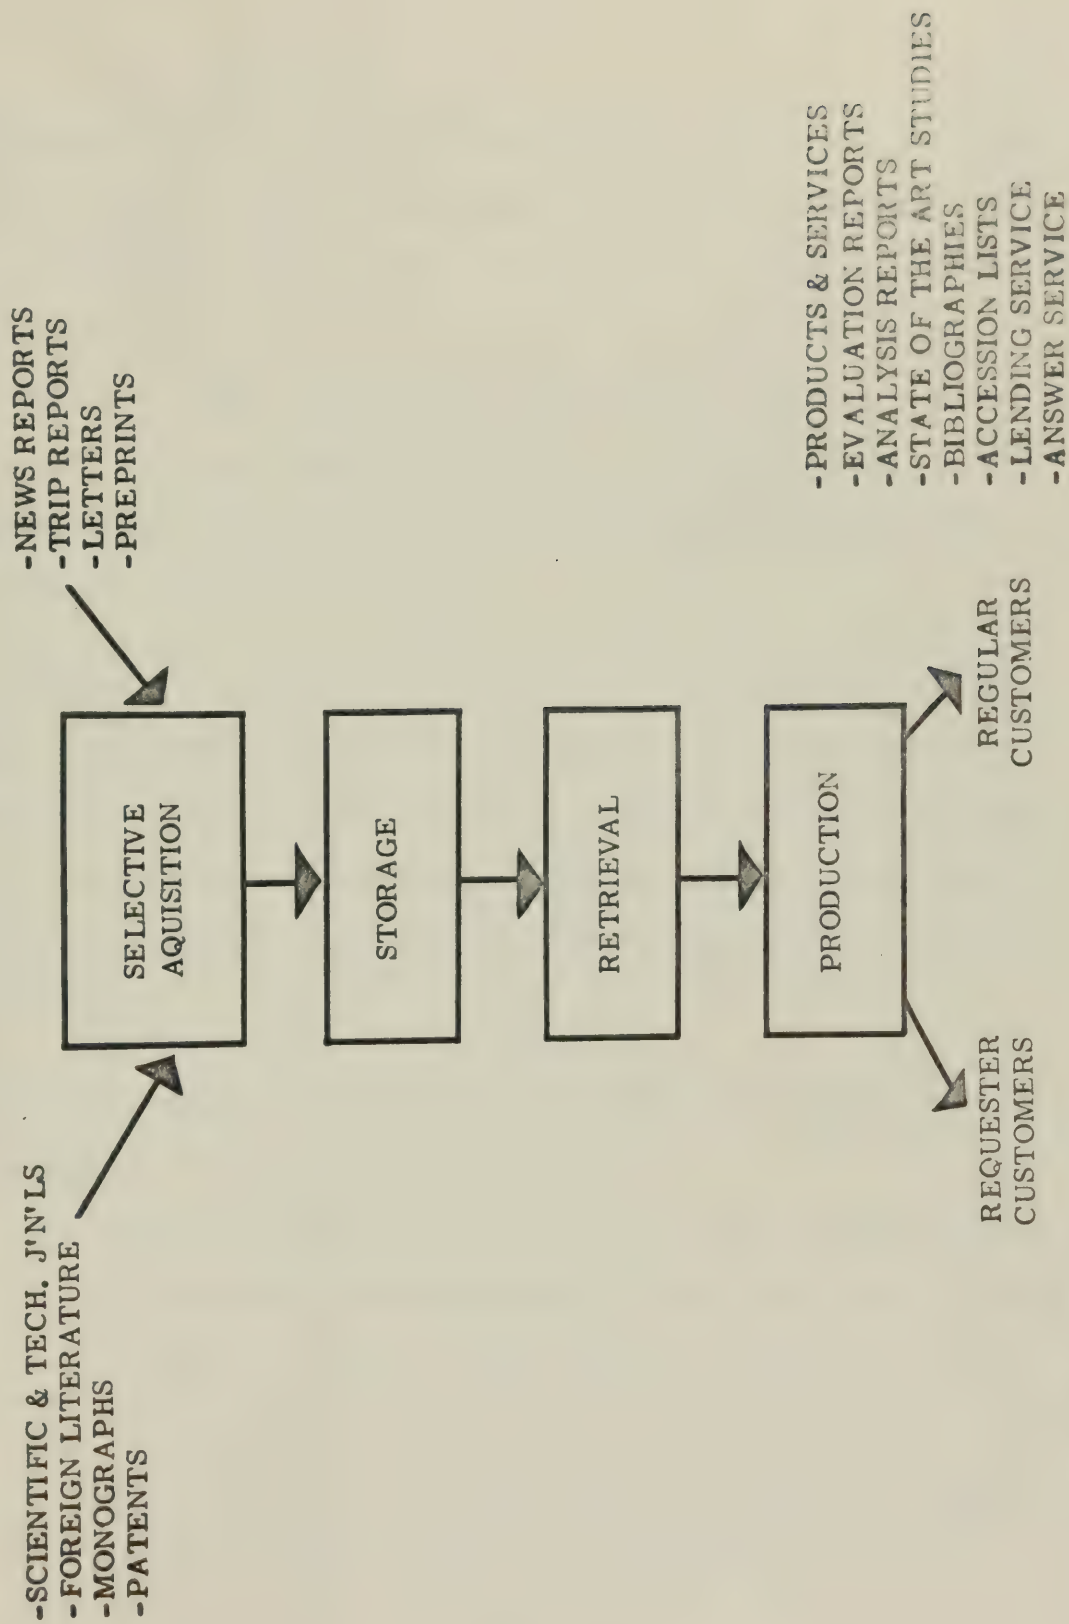 -SCIENTIFIC & TECH. J'N'LS
-FOREIGN LITERATURE
-MONOGRAPHS
-PATENTS
-NEWS REPORTS
-TRIP REPORTS
-LETTERS
-PREPRINTS
SELECTIVE
AQUISITION
STORAGE
RETRIEVAL
PRODUCTION
REQUESTER
CUSTOMERS
REGULAR
CUSTOMERS
-PRODUCTS & SERVICES
-EVALUATION REPORTS
-ANALYSIS REPORTS
-STATE OF THE ART STUDIES
-BIBLIOGRAPHIES
-ACCESSION LISTS
-LENDING SERVICE
-ANSWER SERVICE